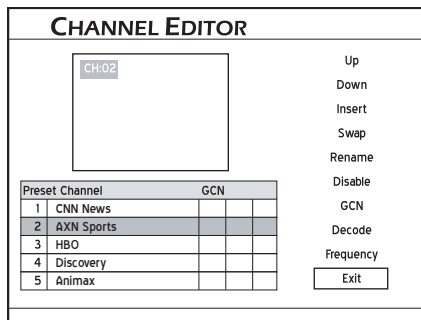 CHANNEL EDITOR
CH:02
Preset Channel GCN
1 CNN News
2 AXN Sports
3 HBO
4 Discovery
5 Animax
Up
Down
Insert
Swap
Rename
Disable
GCN
Decode
Frequency
Exit